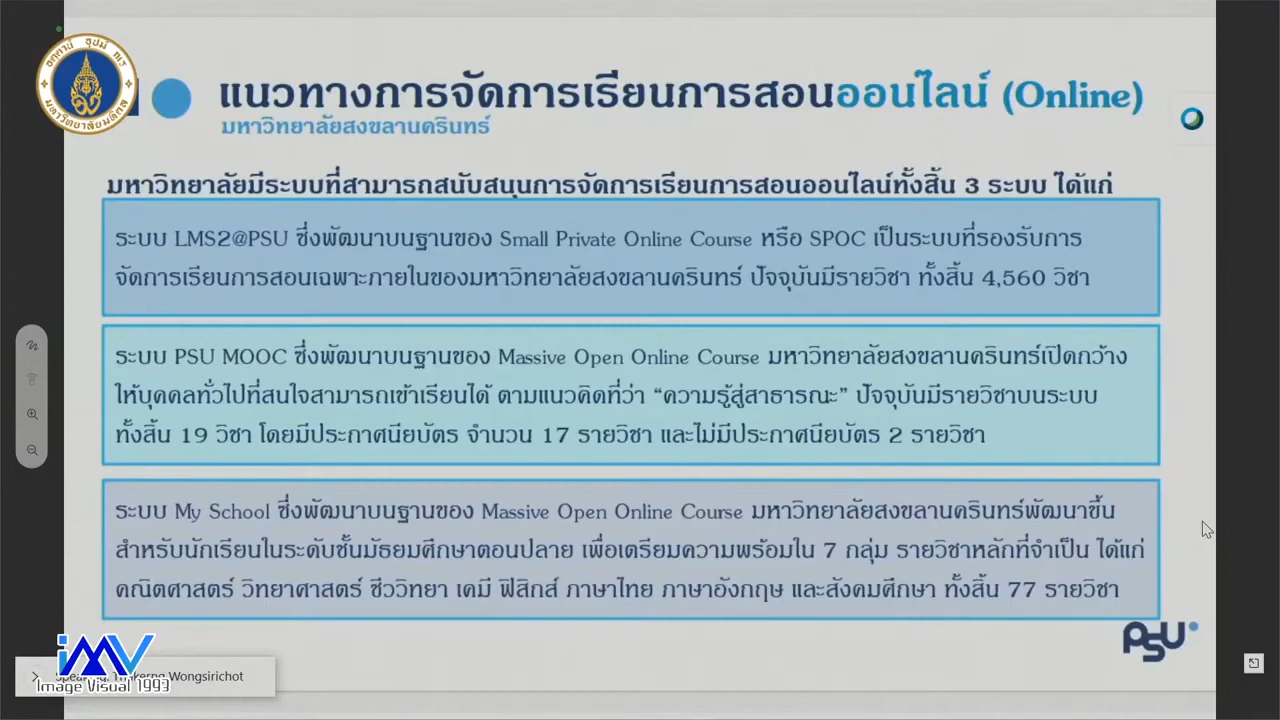 อตฺตานํ อุปมํ กเร
มหาวิทยาลัยมหิดล
แนวทางการจัดการเรียนการสอนออนไลน์ (Online)
มหาวิทยาลัยสงขลานครินทร์
มหาวิทยาลัยมีระบบที่สามารถสนับสนุนการจัดการเรียนการสอนออนไลน์ทั้งสิ้น 3 ระบบ ได้แก่
ระบบ LMS2@PSU ซึ่งพัฒนาบนฐานของ Small Private Online Course หรือ SPOC เป็นระบบที่รองรับการ
จัดการเรียนการสอนเฉพาะภายในของมหาวิทยาลัยสงขลานครินทร์ ปัจจุบันมีรายวิชา ทั้งสิ้น 4,560 วิชา
ระบบ PSU MOOC ซึ่งพัฒนาบนฐานของ Massive Open Online Course มหาวิทยาลัยสงขลานครินทร์เปิดกว้าง
ให้บุคคลทั่วไปที่สนใจสามารถเข้าเรียนได้ ตามแนวคิดที่ว่า “ความรู้สู่สาธารณะ” ปัจจุบันมีรายวิชาบนระบบ
ทั้งสิ้น 19 วิชา โดยมีประกาศนียบัตร จำนวน 17 รายวิชา และไม่มีประกาศนียบัตร 2 รายวิชา
ระบบ My School ซึ่งพัฒนาบนฐานของ Massive Open Online Course มหาวิทยาลัยสงขลานครินทร์พัฒนาขึ้น
สำหรับนักเรียนในระดับชั้นมัธยมศึกษาตอนปลาย เพื่อเตรียมความพร้อมใน 7 กลุ่ม รายวิชาหลักที่จำเป็น ได้แก่
คณิตศาสตร์ วิทยาศาสตร์ ชีววิทยา เคมี ฟิสิกส์ ภาษาไทย ภาษาอังกฤษ และสังคมศึกษา ทั้งสิ้น 77 รายวิชา
PSU
iMV
Image Visual 1993
Wongsirichot